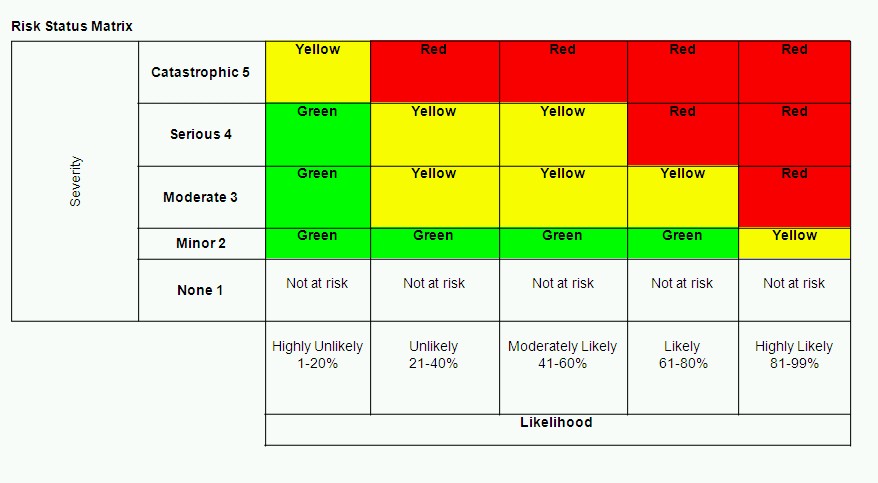 Risk Status Matrix
Severity
Catastrophic 5
Yellow
Red
Red
Red
Red
Serious 4
Green
Yellow
Yellow
Red
Red
Moderate 3
Green
Yellow
Yellow
Yellow
Red
Minor 2
Green
Green
Green
Green
Yellow
None 1
Not at risk
Not at risk
Not at risk
Not at risk
Not at risk
Highly Unlikely
1-20%
Unlikely
21-40%
Moderately Likely
41-60%
Likely
61-80%
Highly Likely
81-99%
Likelihood